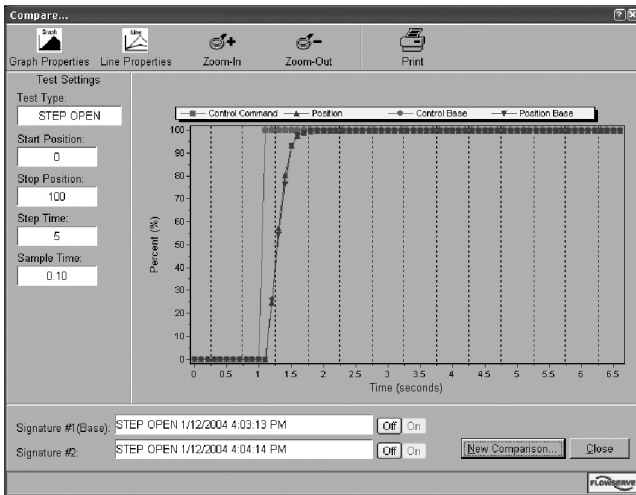 Compare...
Graph
Line
Graph Properties Line Properties Zoom-In Zoom-Out Print
Test Settings
Test Type:
STEP OPEN
Start Position:
0
Stop Position:
100
Step Time:
5
Sample Time:
0.10
Control Command Position Control Base Position Base
100
90
80
70
60
50
40
30
20
10
0
Percent (%)
0 0.5 1 1.5 2 2.5 3 3.5 4 4.5 5 5.5 6 6.5
Time (seconds)
Signature #1(Base): STEP OPEN 1/12/2004 4:03:13 PM Off On
Signature #2: STEP OPEN 1/12/2004 4:04:14 PM Off On
New Comparison... Close
FLOWSERVE